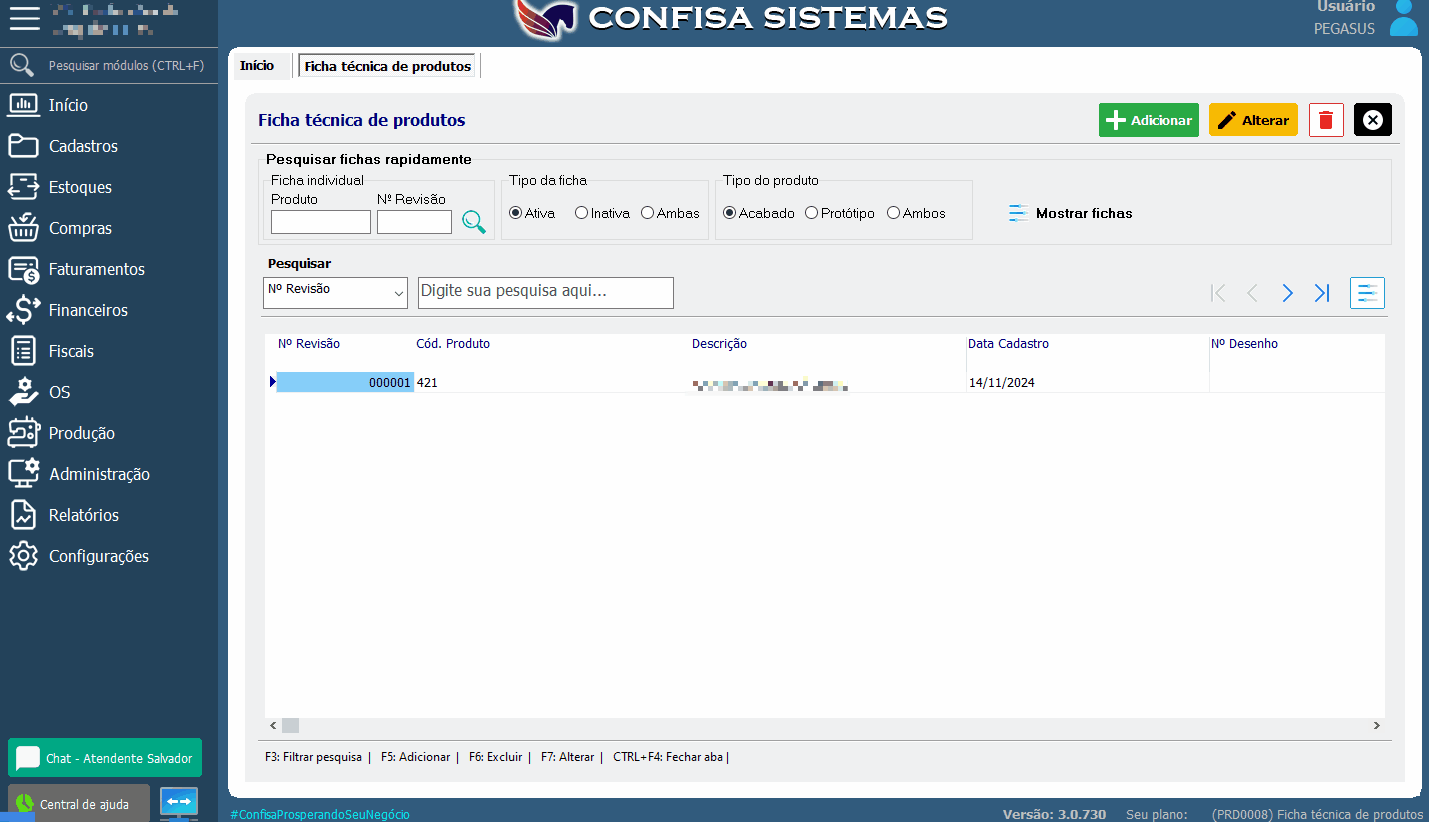 CONFISA SISTEMAS
Usuário
PEGASUS
Pesquisar módulos (CTRL+F)
Início
Cadastros
Estoques
Compras
Faturamentos
Financeiros
Fiscais
OS
Produção
Administração
Relatórios
Configurações
Chat - Atendente Salvador
Central de ajuda
Início
Ficha técnica de produtos
Ficha técnica de produtos
Adicionar
Alterar
Pesquisar fichas rapidamente
Ficha individual
Produto
Nº Revisão
Tipo da ficha
Ativa
Inativa
Ambas
Tipo do produto
Acabado
Protótipo
Ambos
Mostrar fichas
Pesquisar
Nº Revisão
Digite sua pesquisa aqui...
Nº Revisão Cód. Produto Descrição Data Cadastro Nº Desenho
000001 421 14/11/2024
F3: Filtrar pesquisa | F5: Adicionar | F6: Excluir | F7: Alterar | CTRL+F4: Fechar aba |
#ConfisaProsperandoSeuNegócio
Versão: 3.0.730 Seu plano: (PRD0008) Ficha técnica de produtos